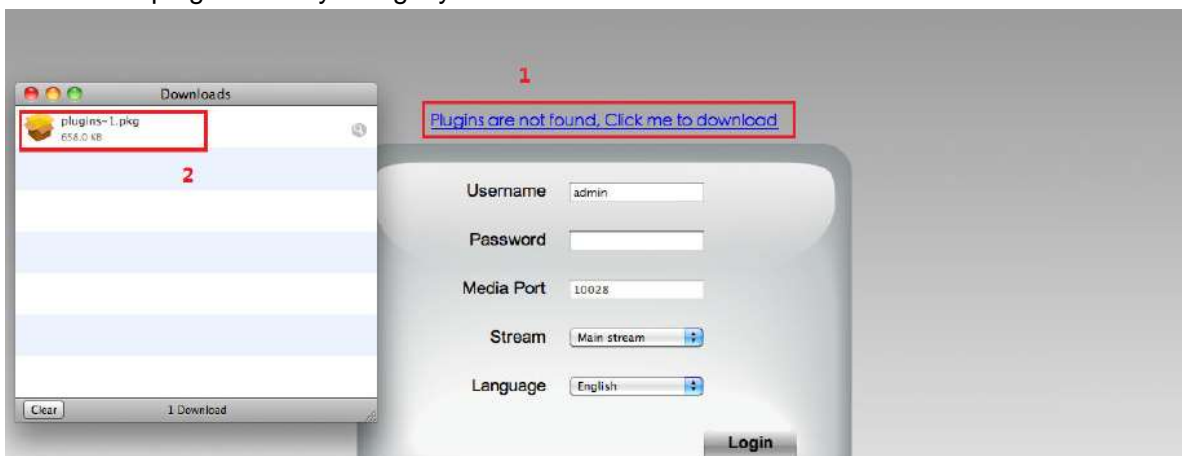 1
Downloads
plugins-1.pkg
658.0 KB
2
Plugins are not found, Click me to download
Username admin
Password
Media Port 10028
Stream Main stream
Language English
Clear 1 Download
Login